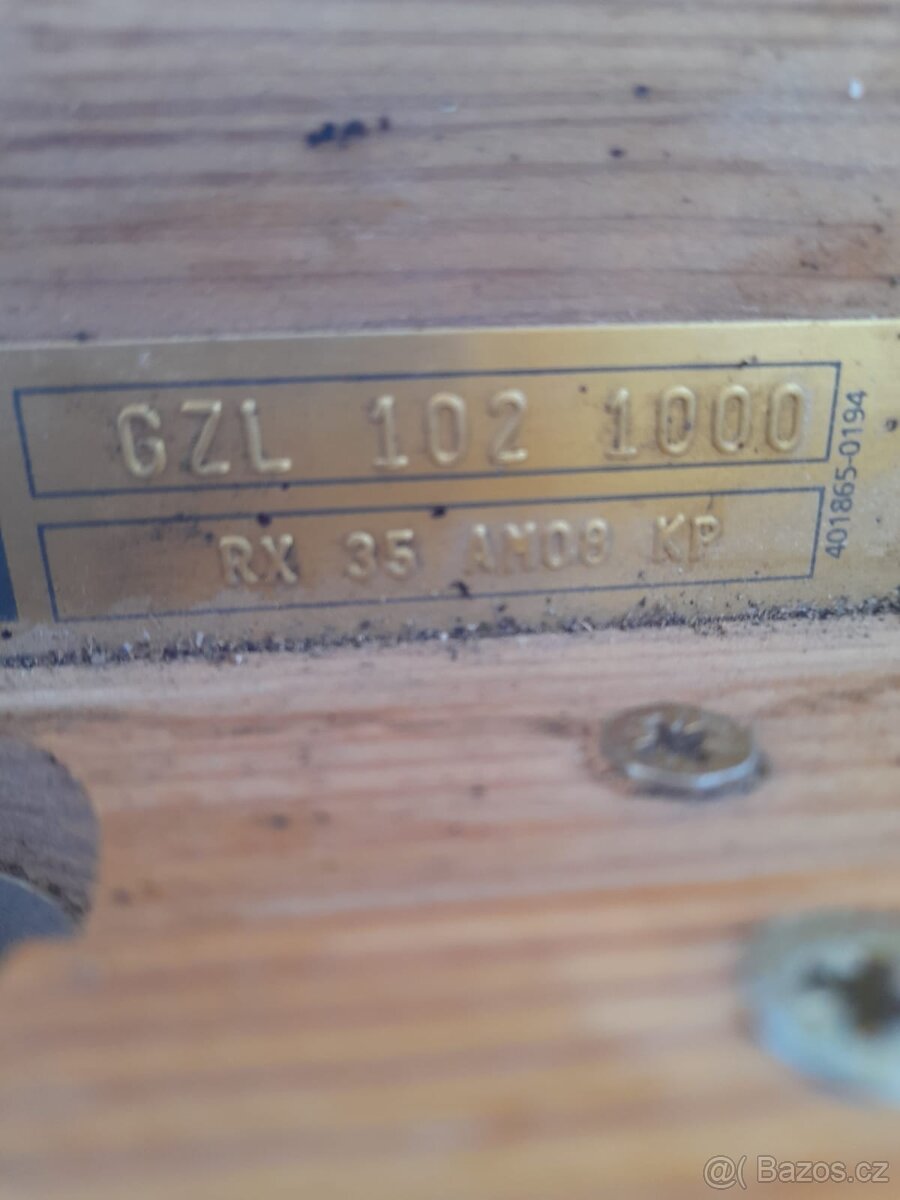 GZL 102 1000
RX 35 AM08 KP
401865-0194
@( Bazos.cz